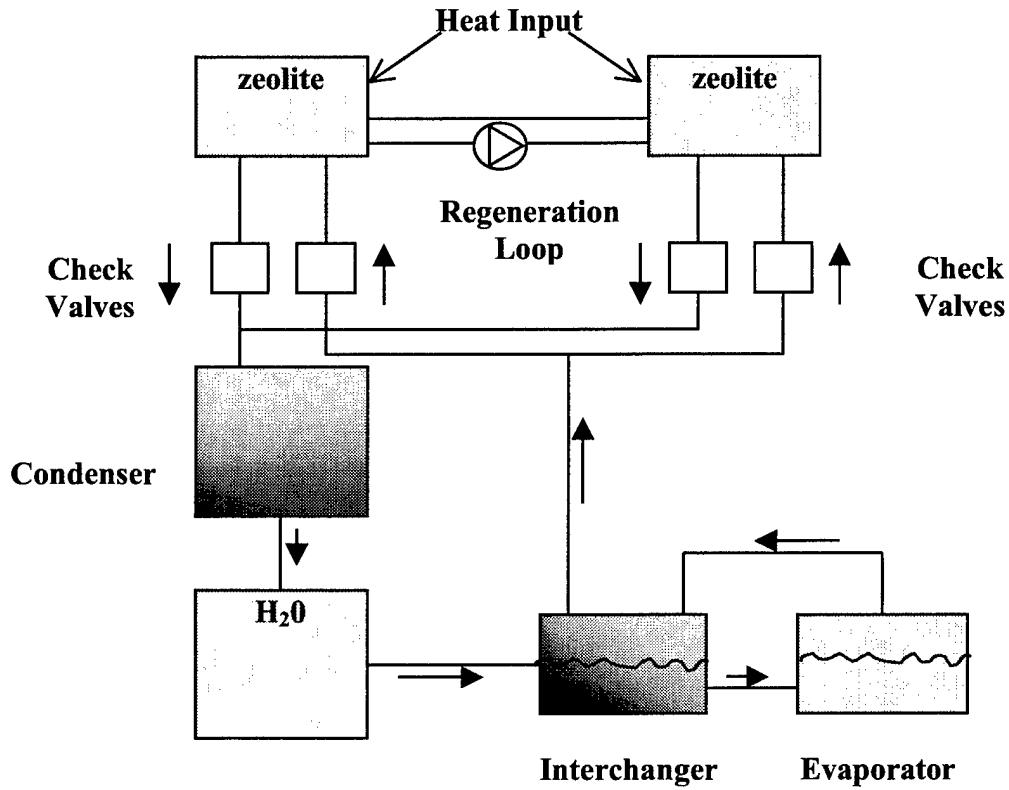 Heat Input
zeolite
zeolite
Regeneration
Loop
Check
Valves
Check
Valves
Condenser
H₂0
Interchanger
Evaporator